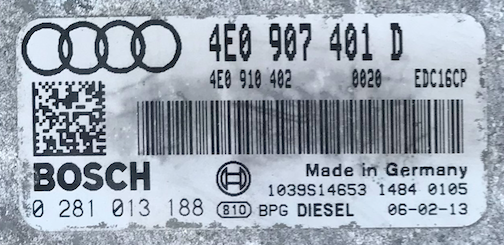 4E0 907 401 D
4E0 910 402 0020 EDC16CP
BOSCH
Made in Germany
1039S14653 1484 0105
0 281 013 188 810 BPG DIESEL 06-02-13